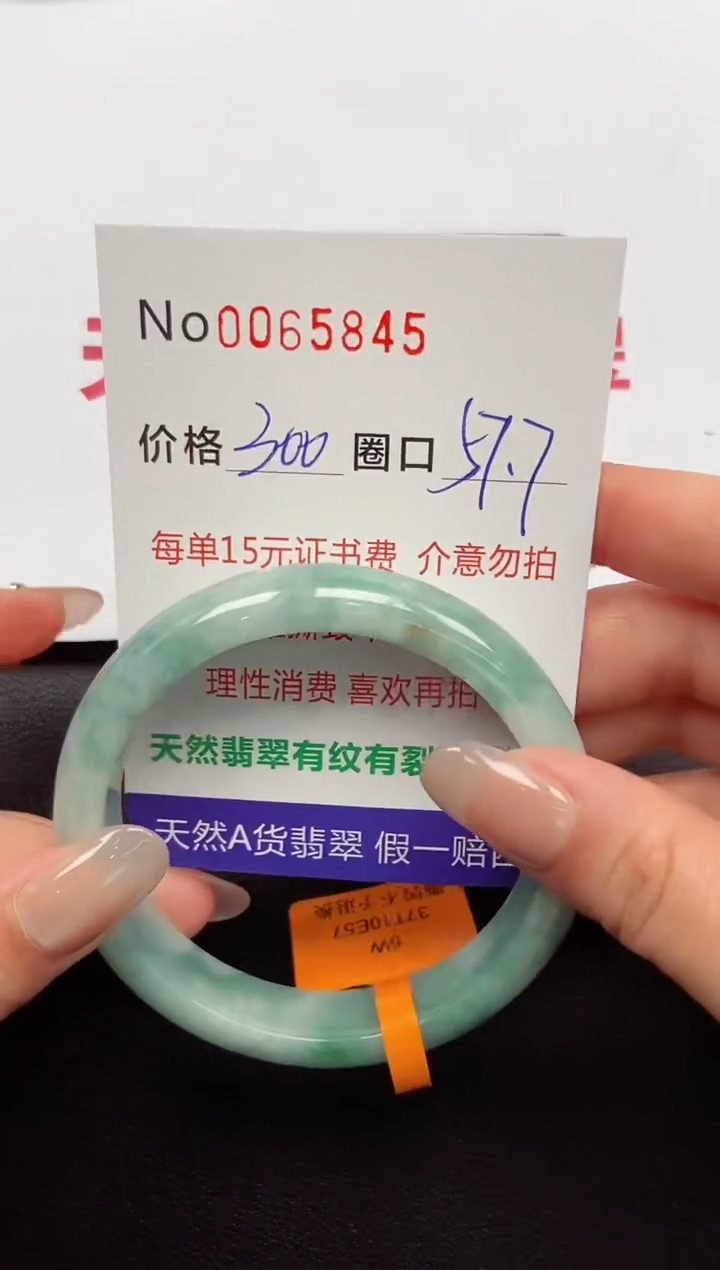 No0065845
价格 300 圈口 57.7
每单15元证书费 介意勿拍
理性消费 喜欢再拍
天然翡翠有纹有裂
天然A货翡翠 假一赔
6W
37T10E57